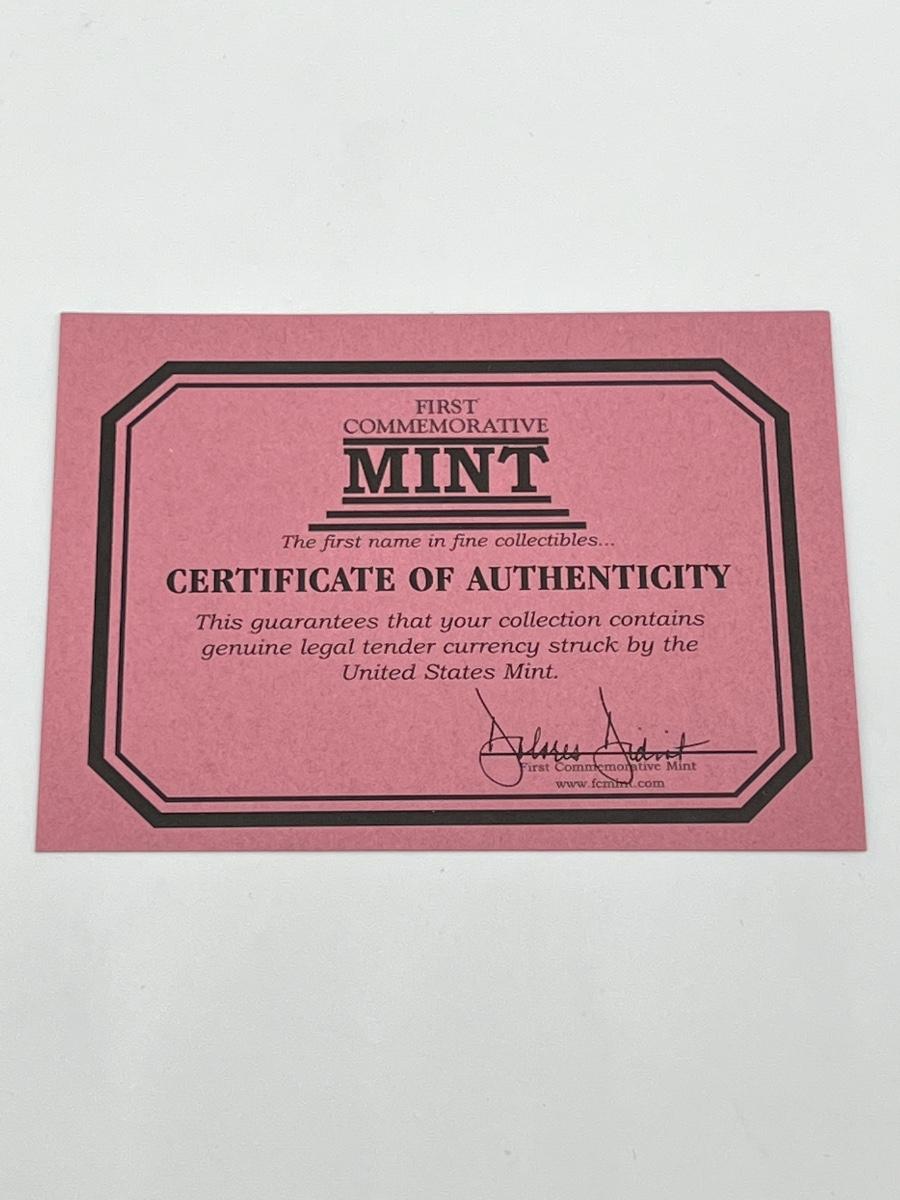 FIRST
COMMEMORATIVE
MINT
The first name in fine collectibles...
CERTIFICATE OF AUTHENTICITY
This guarantees that your collection contains
genuine legal tender currency struck by the
United States Mint.
Dolores
First Commemorative Mint
www.fcmint.com